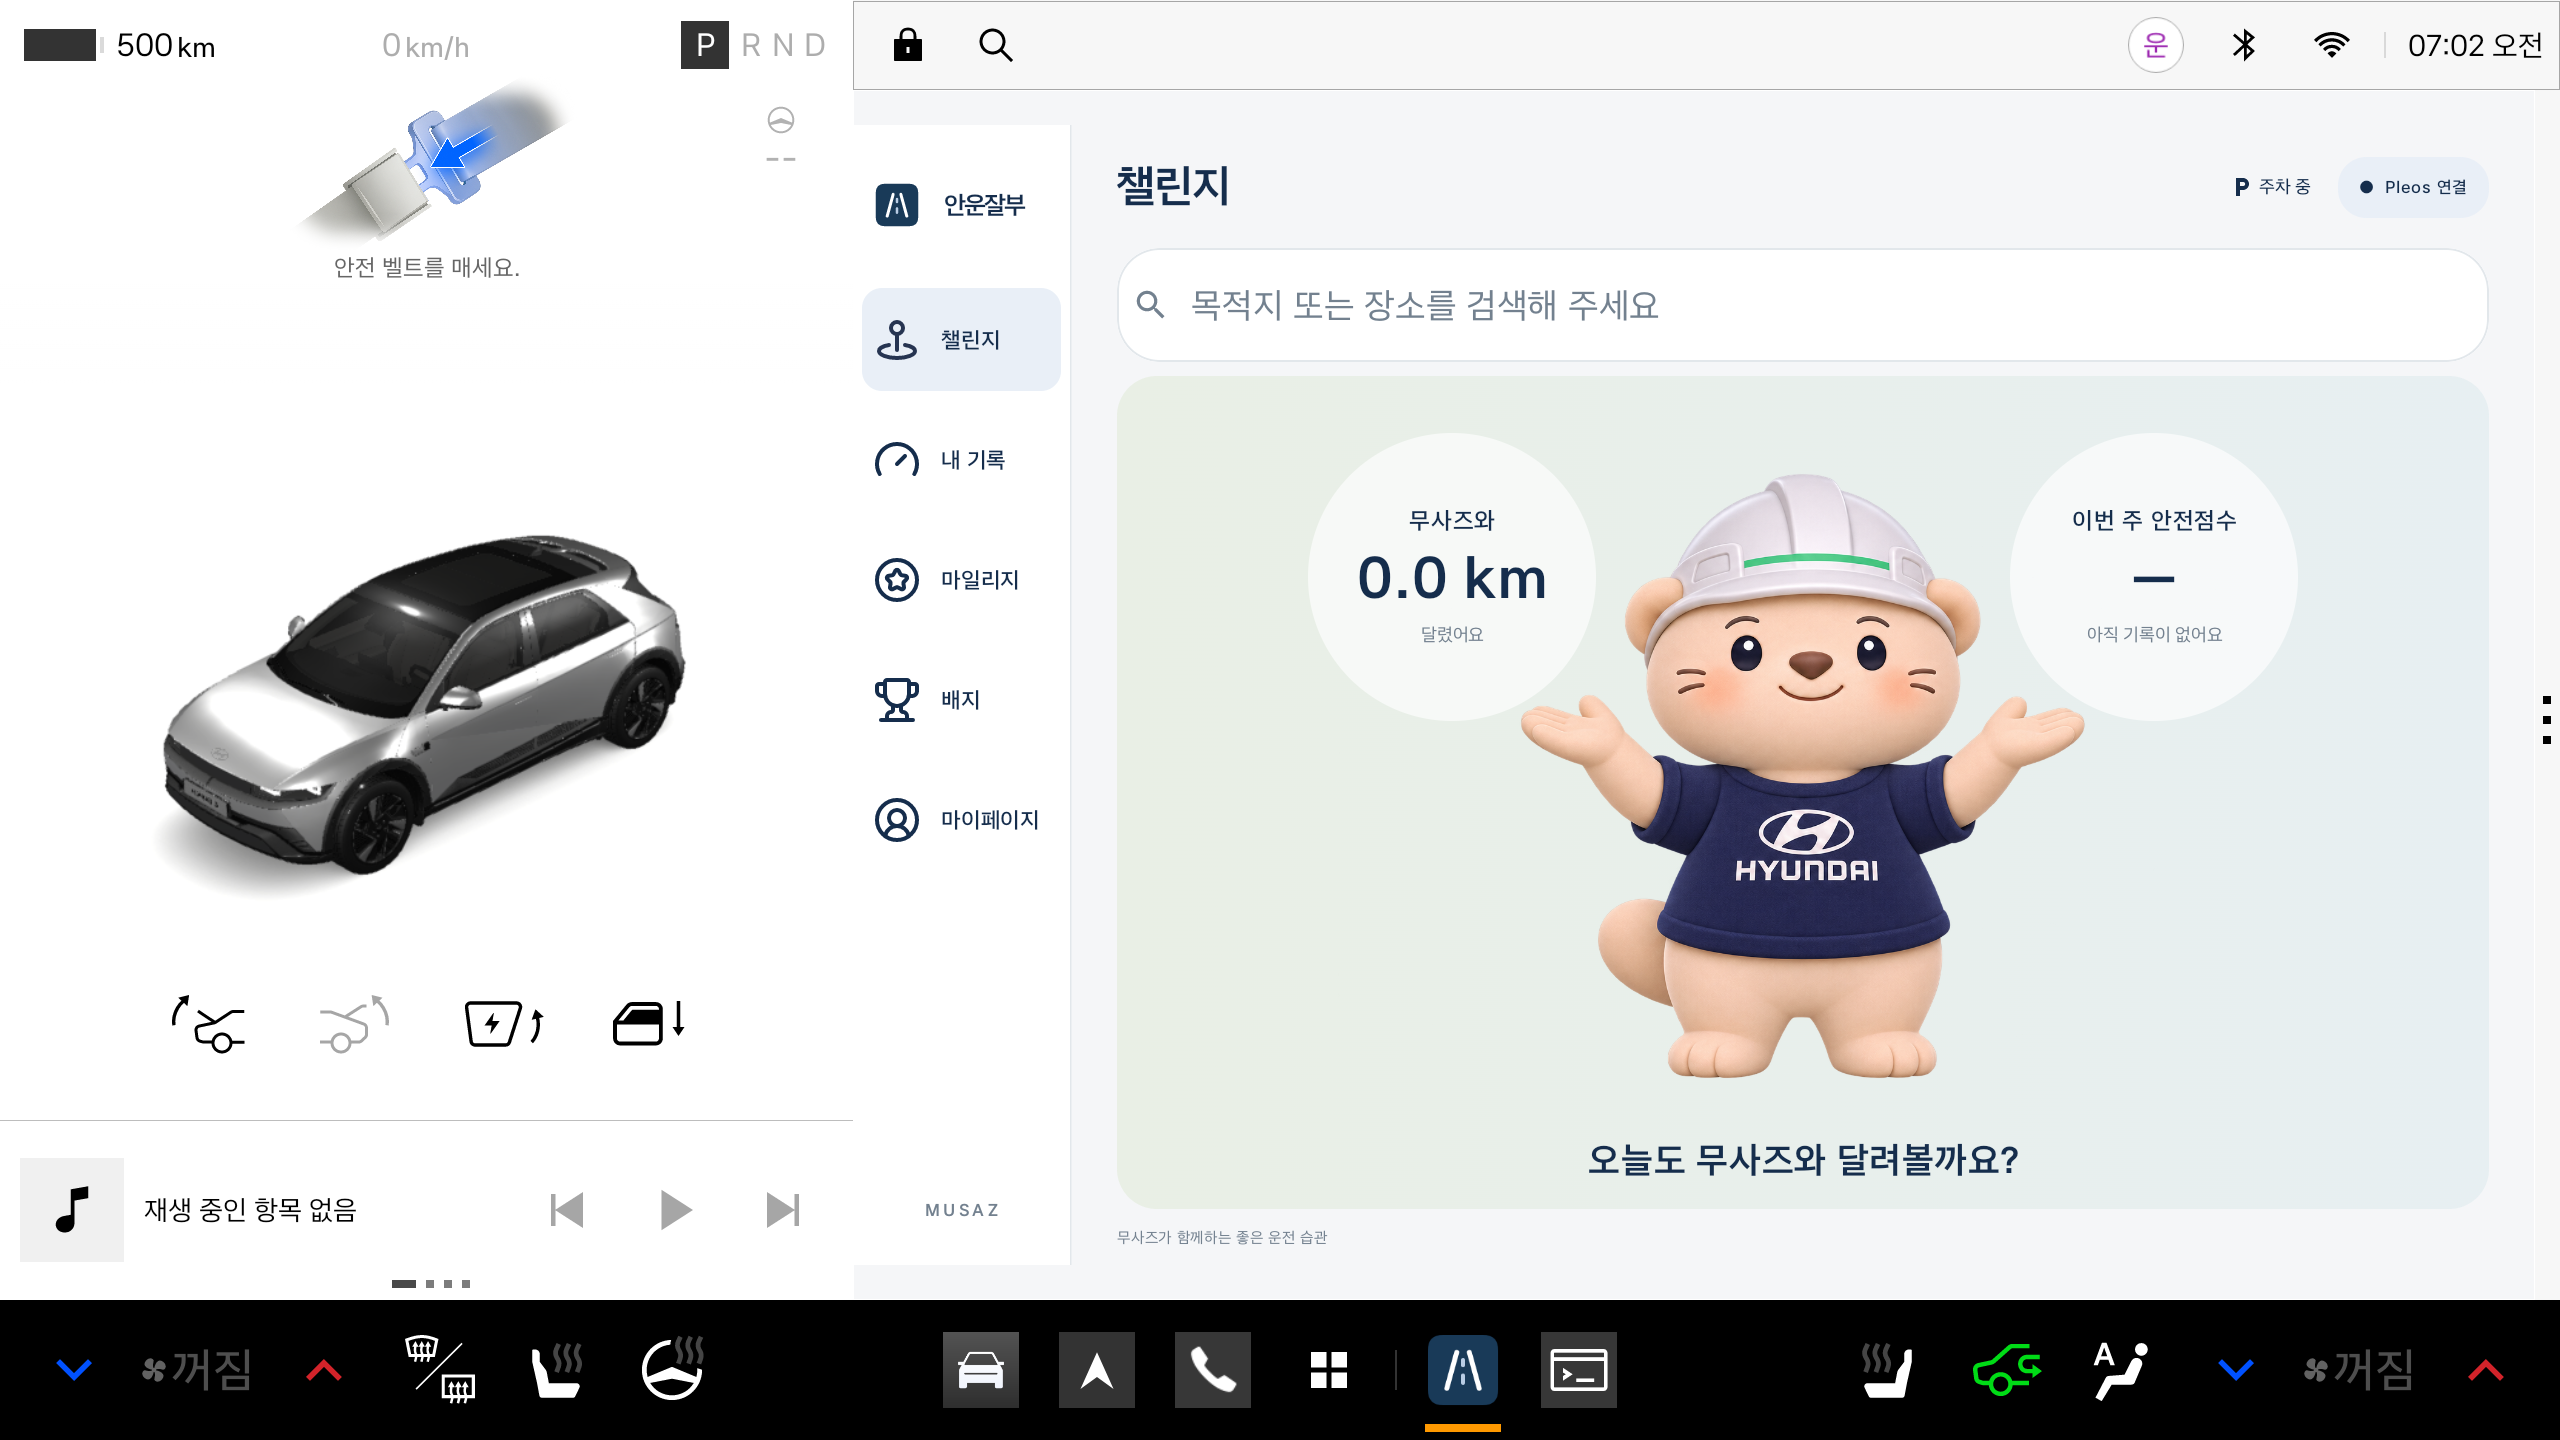 500 km
0 km/h
P R N D
운
07:02 오전
안전 벨트를 매세요.
재생 중인 항목 없음
안운잘부
챌린지
내 기록
마일리지
배지
마이페이지
MUSAZ
챌린지
P 주차 중
Pleos 연결
목적지 또는 장소를 검색해 주세요
무사즈와
0.0 km
달렸어요
이번 주 안전점수
—
아직 기록이 없어요
HYUNDAI
오늘도 무사즈와 달려볼까요?
무사즈가 함께하는 좋은 운전 습관
꺼짐
A
꺼짐